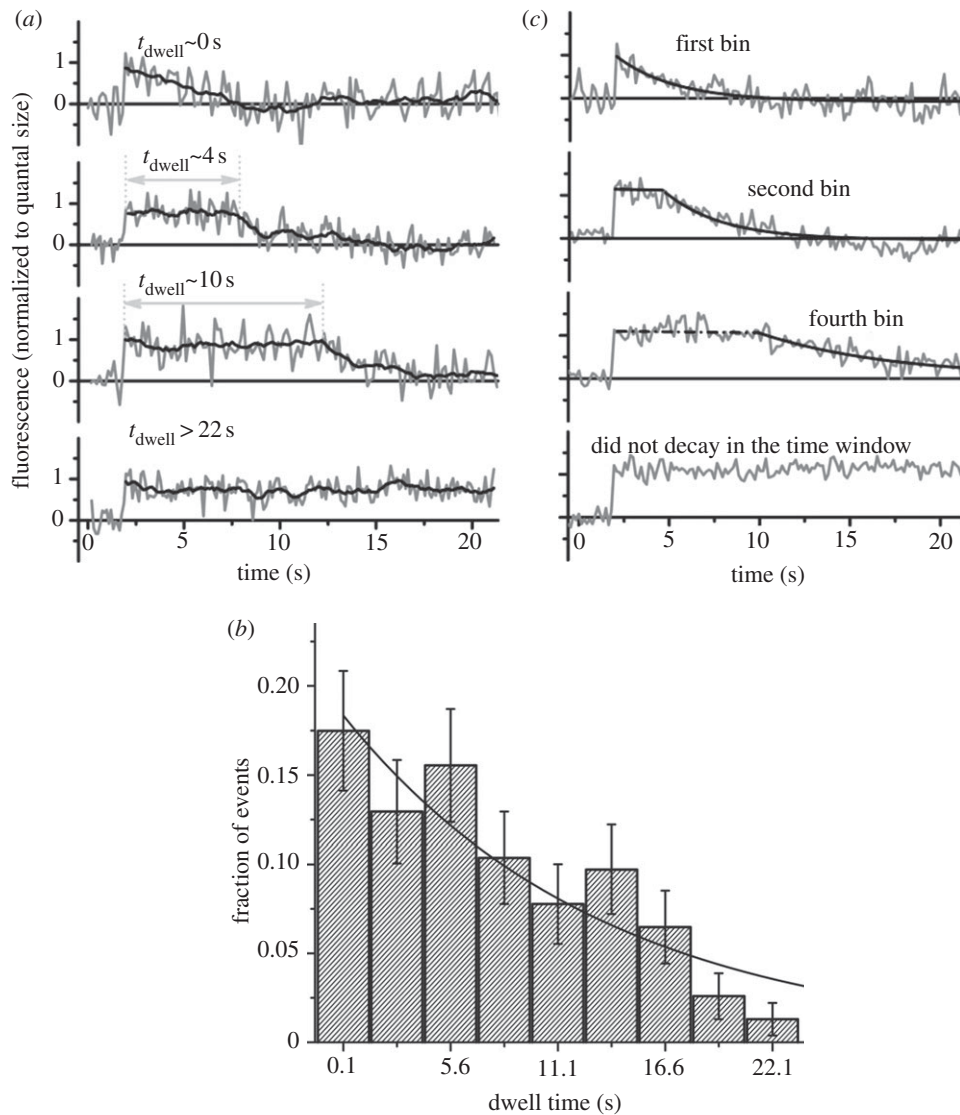 (a)
fluorescence (normalized to quantal size)
t_dwell~0 s
1
0
t_dwell~4 s
1
0
t_dwell~10 s
1
0
t_dwell > 22 s
1
0
0 5 10 15 20
time (s)
(c)
first bin
second bin
fourth bin
did not decay in the time window
0 5 10 15 20
time (s)
(b)
fraction of events
0.20
0.15
0.10
0.05
0
0.1 5.6 11.1 16.6 22.1
dwell time (s)